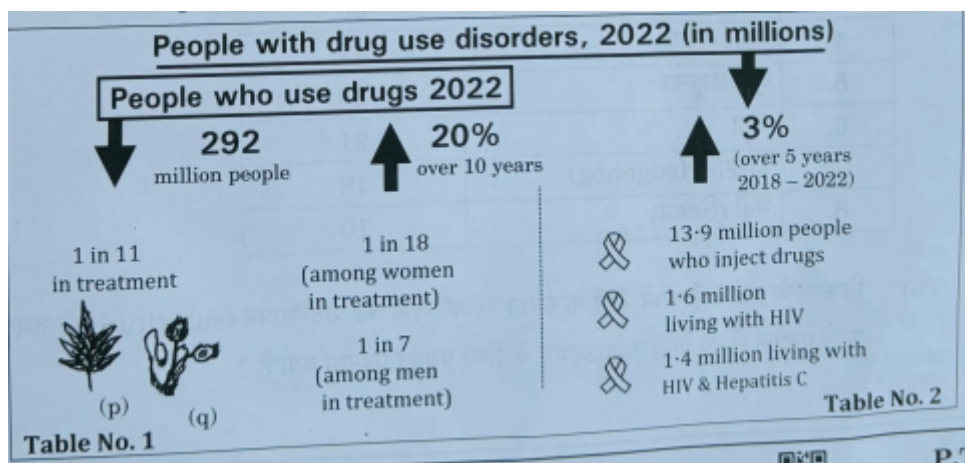 People with drug use disorders, 2022 (in millions)
People who use drugs 2022
292
million people
20%
over 10 years
3%
(over 5 years
2018 – 2022)
1 in 11
in treatment
(p)
(q)
1 in 18
(among women
in treatment)
1 in 7
(among men
in treatment)
13·9 million people
who inject drugs
1·6 million
living with HIV
1·4 million living with
HIV & Hepatitis C
Table No. 1
Table No. 2